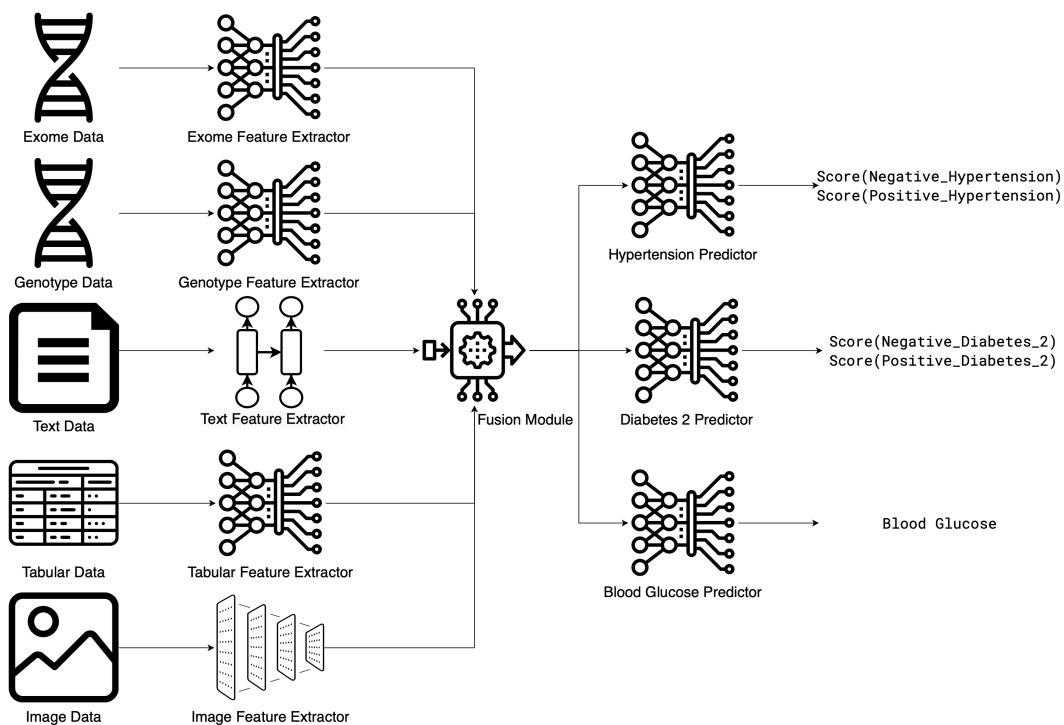 Exome Data
Exome Feature Extractor
Genotype Data
Genotype Feature Extractor
Text Data
Text Feature Extractor
Tabular Data
Tabular Feature Extractor
Image Data
Image Feature Extractor
Fusion Module
Hypertension Predictor
Score(Negative_Hypertension)
Score(Positive_Hypertension)
Diabetes 2 Predictor
Score(Negative_Diabetes_2)
Score(Positive_Diabetes_2)
Blood Glucose Predictor
Blood Glucose